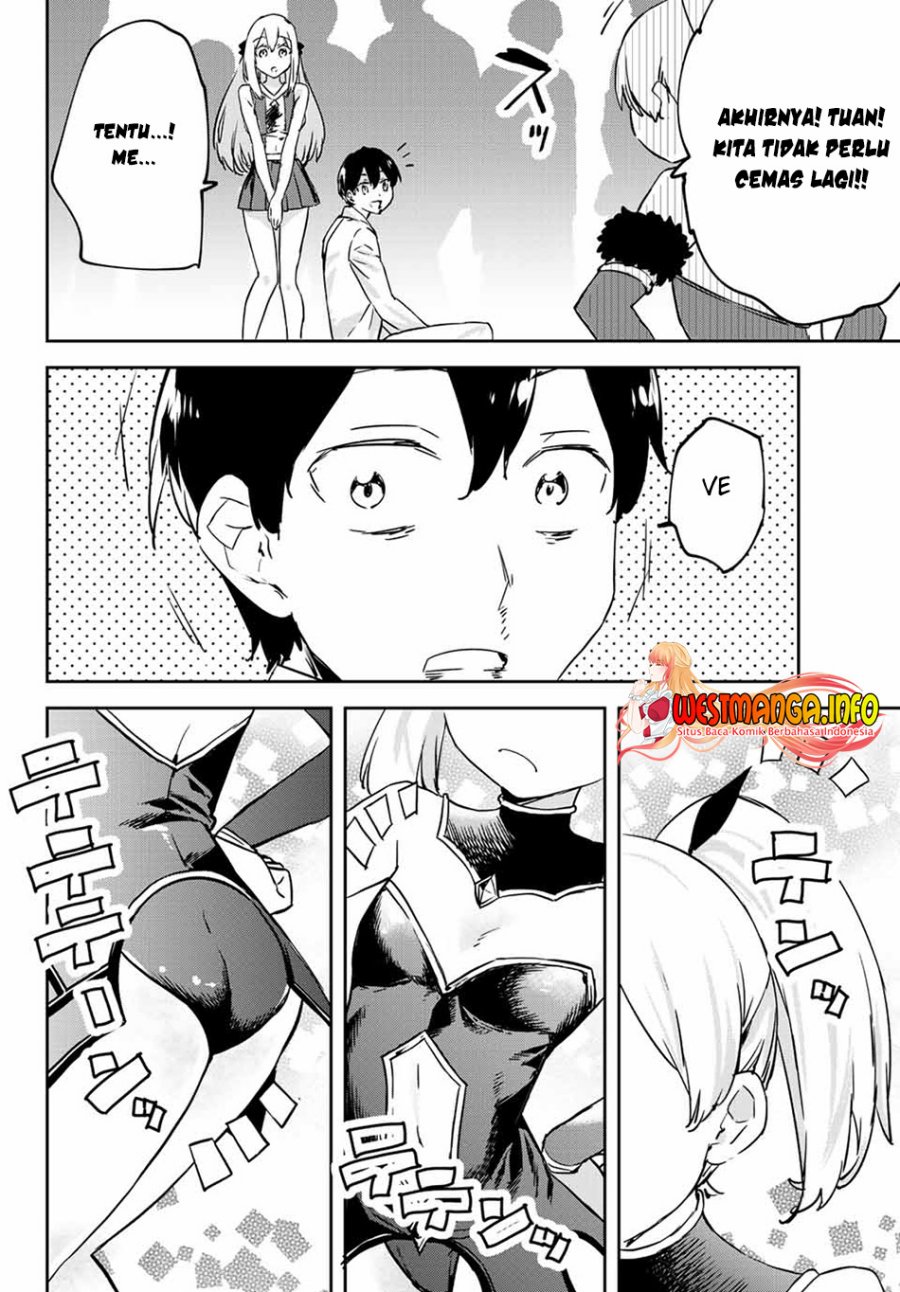 AKHIRNYA! TUAN!
KITA TIDAK PERLU
CEMAS LAGI!!
スッ
TENTU...!
ME...
VE
WESTMANGA.INFO
Situs Baca Komik Berbahasa Indonesia
テンッ
テテンッ
テテテンッ